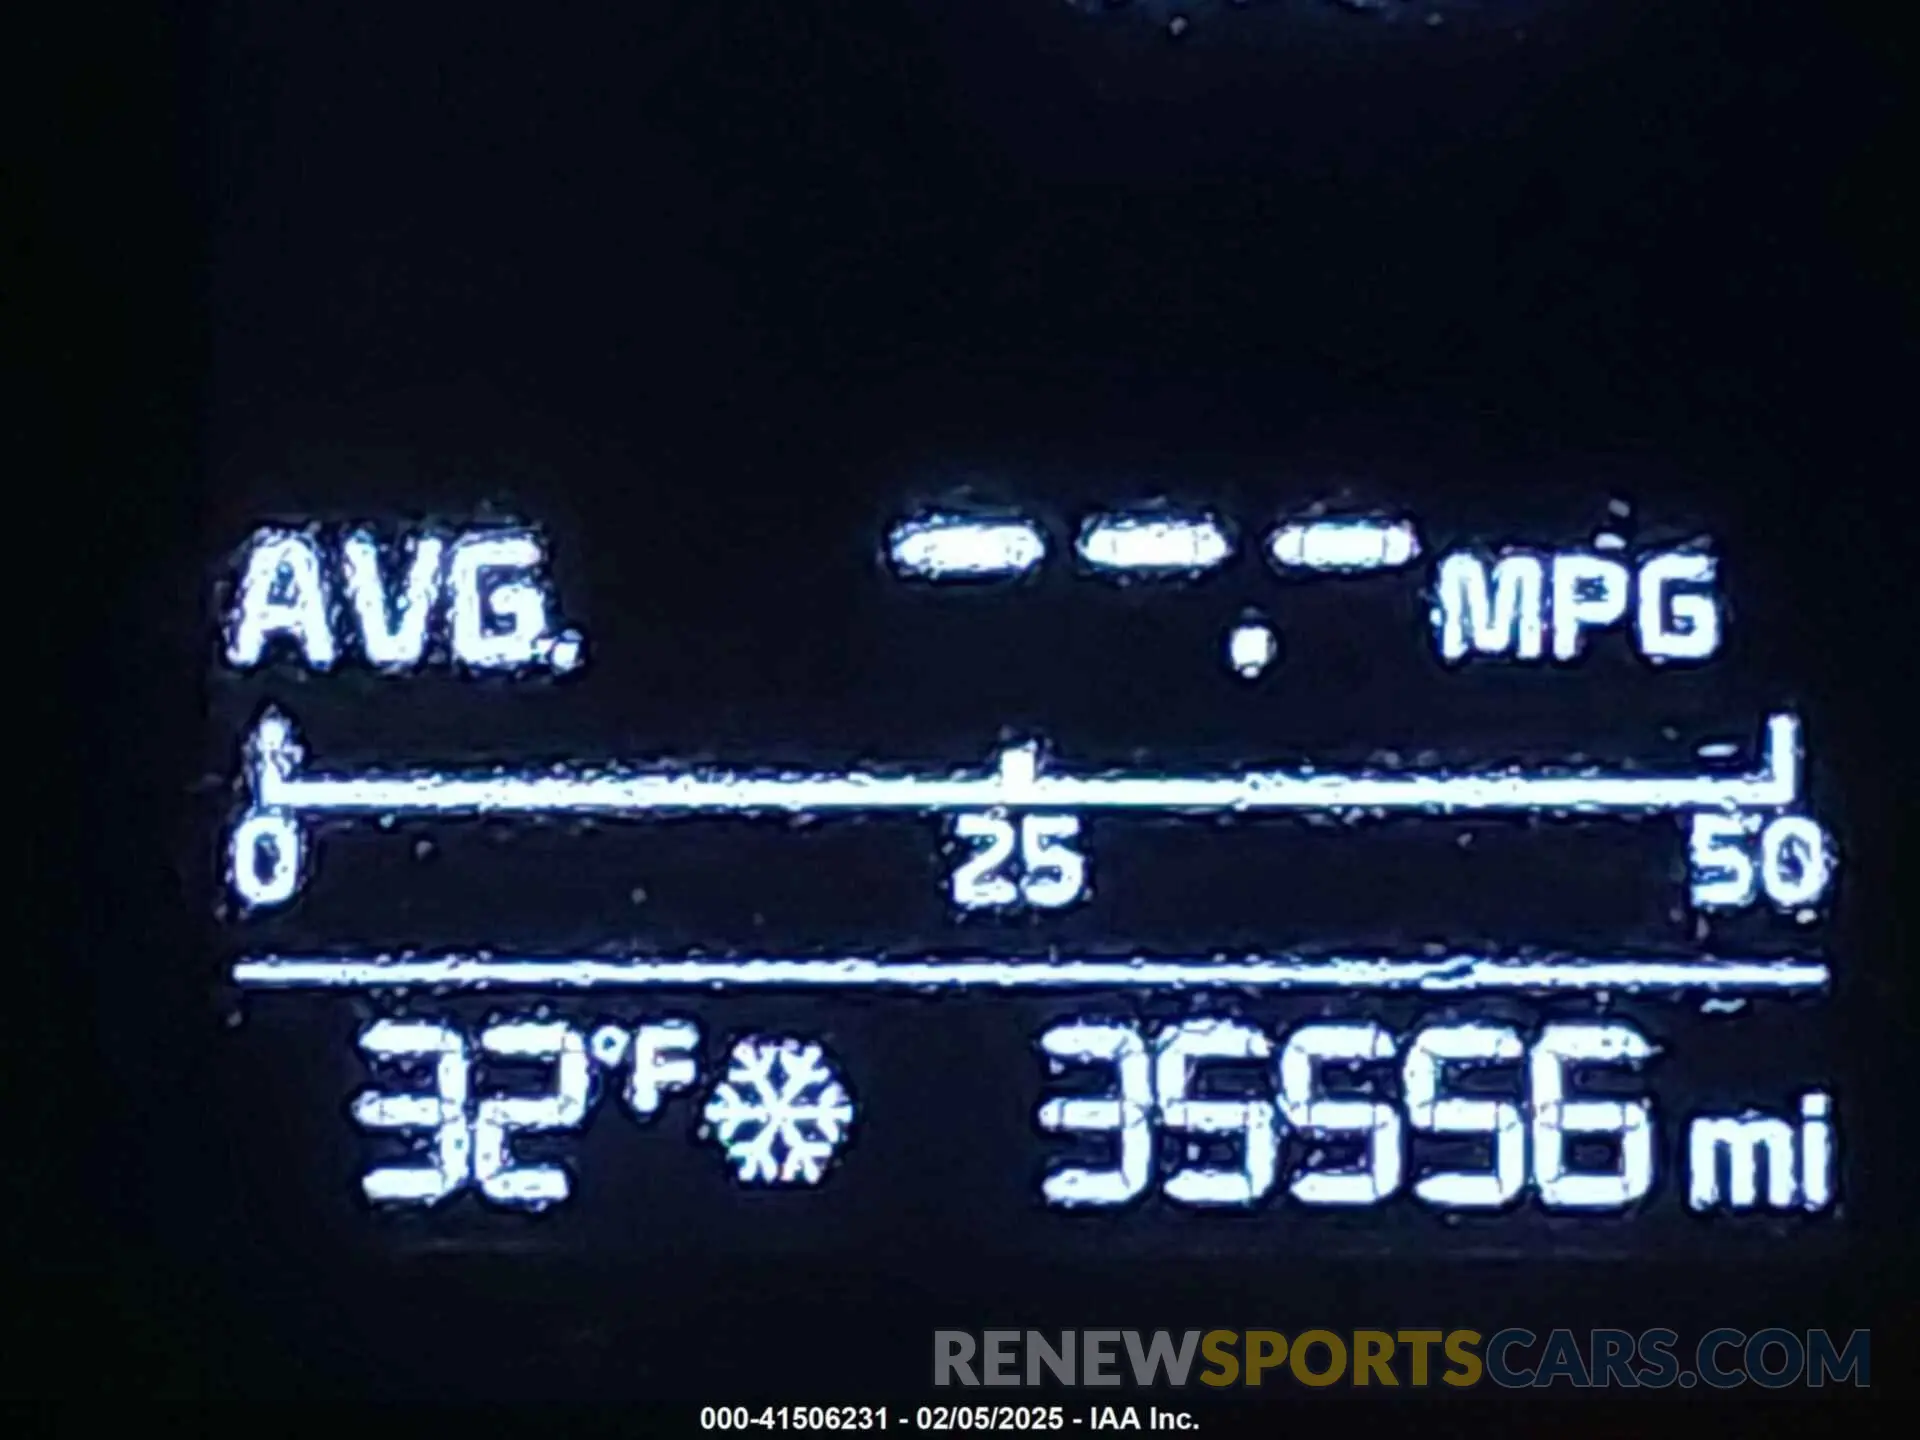 AVG. --.- MPG
0 25 50
32°F 35556 mi
RENEWSPORTSCARS.COM
000-41506231 - 02/05/2025 - IAA Inc.